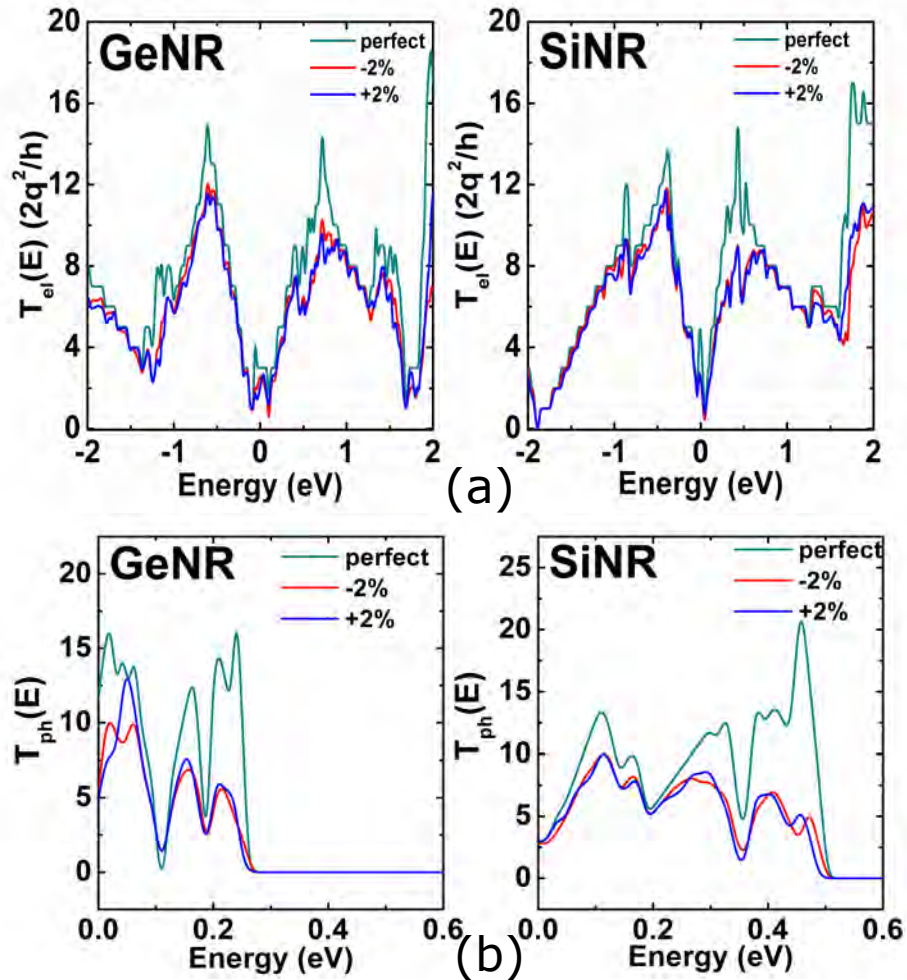 GeNR
perfect
-2%
+2%
T_el(E) (2q^2/h)
20
16
12
8
4
0
-2 -1 0 1 2
Energy (eV)
SiNR
perfect
-2%
+2%
T_el(E) (2q^2/h)
20
16
12
8
4
0
-2 -1 0 1 2
Energy (eV)
(a)
GeNR
perfect
-2%
+2%
T_ph(E)
20
15
10
5
0
0.0 0.2 0.4 0.6
Energy (eV)
SiNR
perfect
-2%
+2%
T_ph(E)
25
20
15
10
5
0
0.0 0.2 0.4 0.6
Energy (eV)
(b)